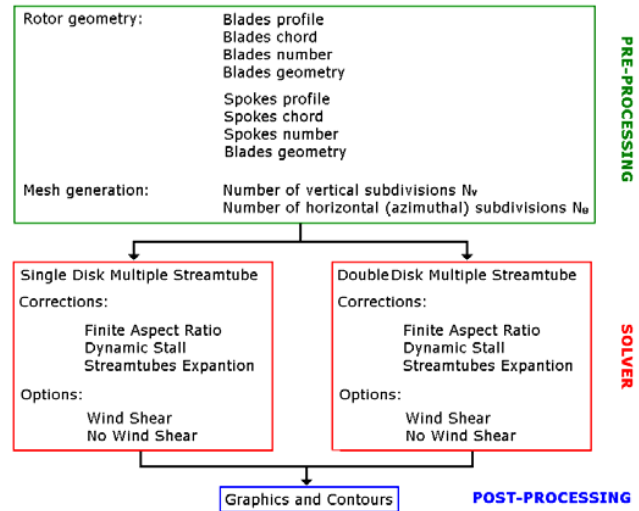 Rotor geometry: Blades profile
Blades chord
Blades number
Blades geometry
Spokes profile
Spokes chord
Spokes number
Blades geometry
Mesh generation: Number of vertical subdivisions Nv
Number of horizontal (azimuthal) subdivisions Nθ
PRE-PROCESSING
Single Disk Multiple Streamtube
Corrections:
Finite Aspect Ratio
Dynamic Stall
Streamtubes Expantion
Options:
Wind Shear
No Wind Shear
Double Disk Multiple Streamtube
Corrections:
Finite Aspect Ratio
Dynamic Stall
Streamtubes Expantion
Options:
Wind Shear
No Wind Shear
SOLVER
Graphics and Contours
POST-PROCESSING